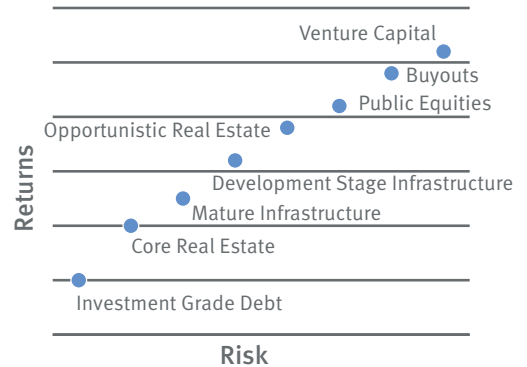 Venture Capital
Buyouts
Public Equities
Opportunistic Real Estate
Development Stage Infrastructure
Mature Infrastructure
Core Real Estate
Investment Grade Debt
Returns
Risk